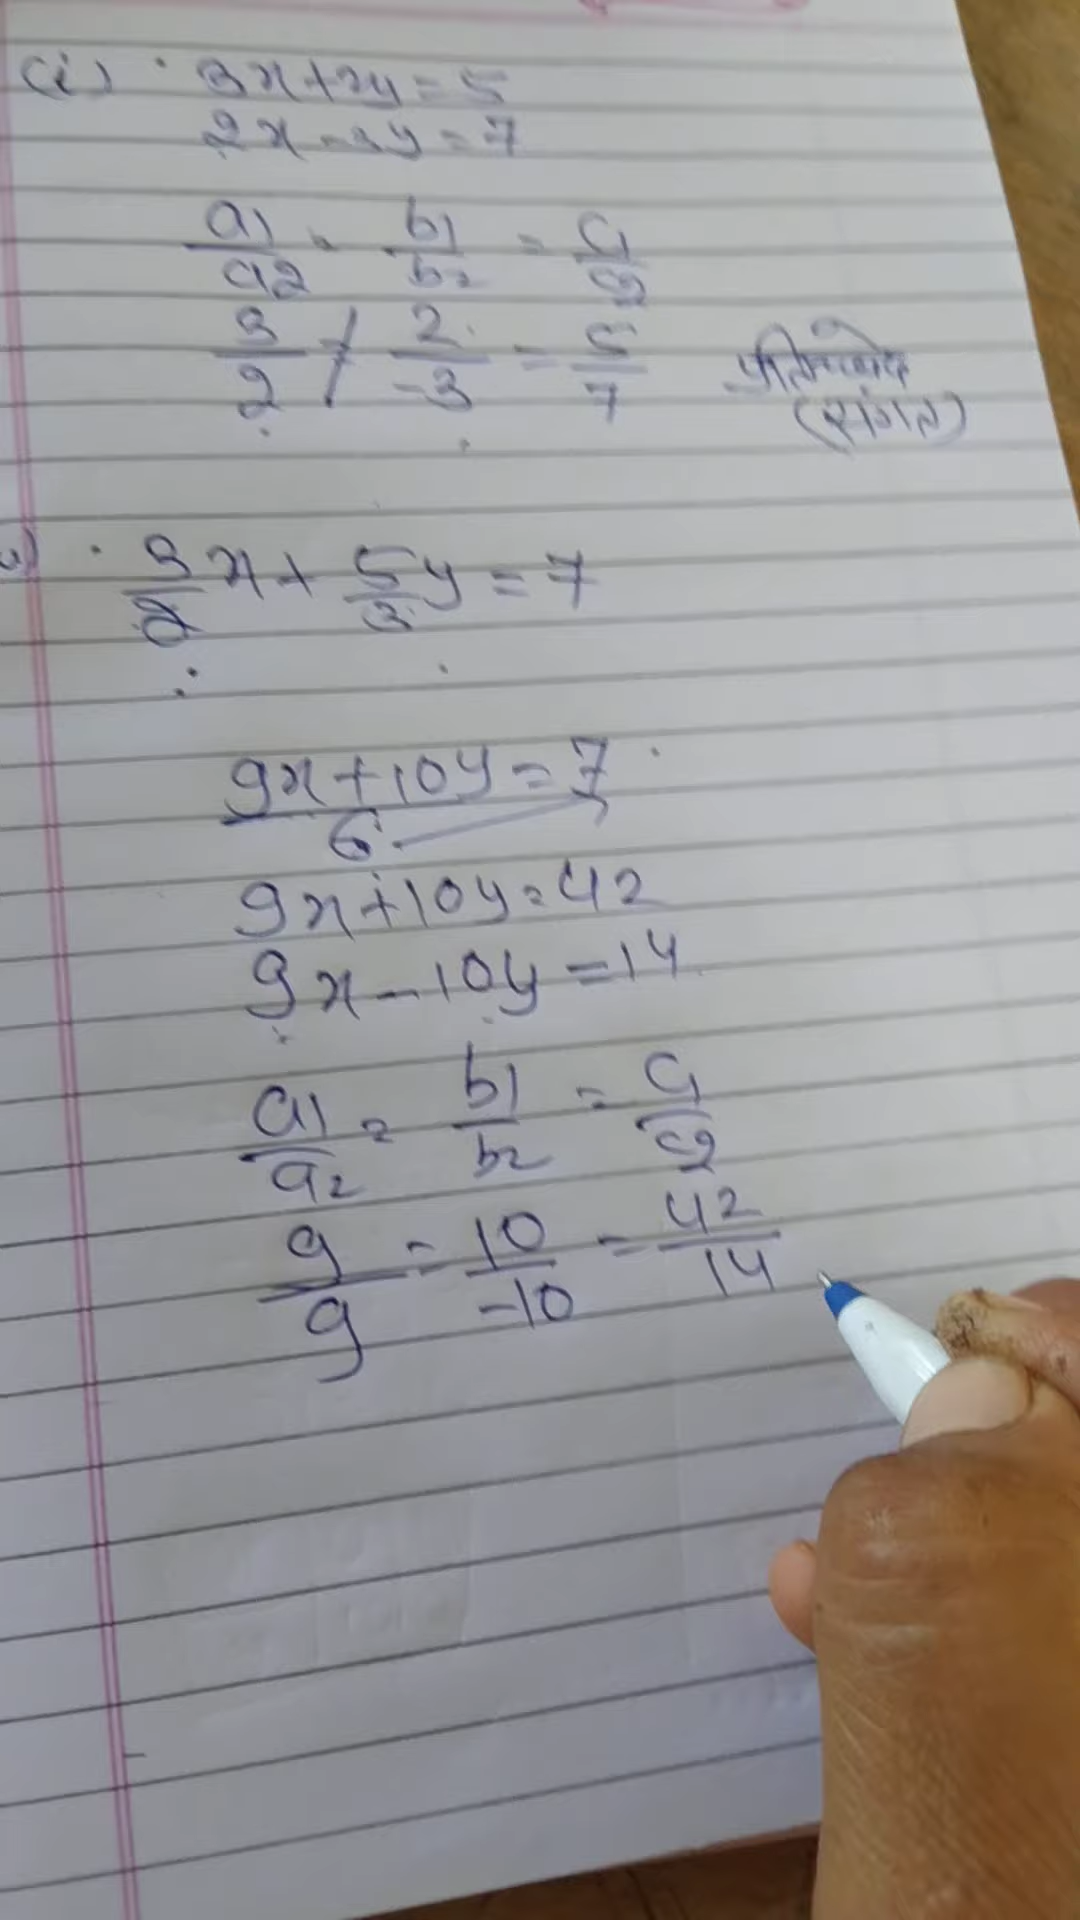 (i) 3x+2y=5
2x-3y=7
a1/a2 = b1/b2 = c1/c2
3/2 ≠ 2/-3 = 5/7
(संगत)
3/2 x + 5/3 y = 7
9x+10y/6 = 7
9x+10y=42
9x-10y=14
a1/a2 = b1/b2 = c1/c2
9/9 = 10/-10 = 42/14